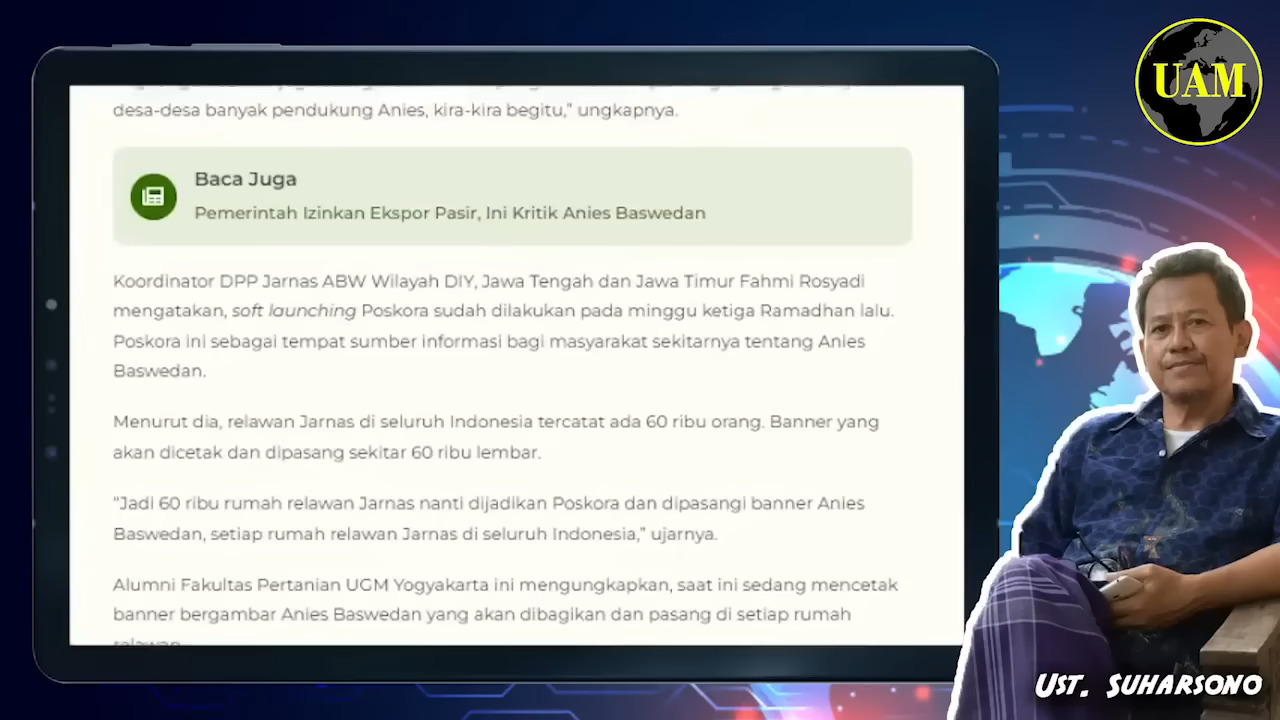 UAM
desa-desa banyak pendukung Anies, kira-kira begitu,” ungkapnya.
Baca Juga
Pemerintah Izinkan Ekspor Pasir, Ini Kritik Anies Baswedan
Koordinator DPP Jarnas ABW Wilayah DIY, Jawa Tengah dan Jawa Timur Fahmi Rosyadi
mengatakan, soft launching Poskora sudah dilakukan pada minggu ketiga Ramadhan lalu.
Poskora ini sebagai tempat sumber informasi bagi masyarakat sekitarnya tentang Anies
Baswedan.
Menurut dia, relawan Jarnas di seluruh Indonesia tercatat ada 60 ribu orang. Banner yang
akan dicetak dan dipasang sekitar 60 ribu lembar.
“Jadi 60 ribu rumah relawan Jarnas nanti dijadikan Poskora dan dipasangi banner Anies
Baswedan, setiap rumah relawan Jarnas di seluruh Indonesia,” ujarnya.
Alumni Fakultas Pertanian UGM Yogyakarta ini mengungkapkan, saat ini sedang mencetak
banner bergambar Anies Baswedan yang akan dibagikan dan pasang di setiap rumah
UST. SUHARSONO